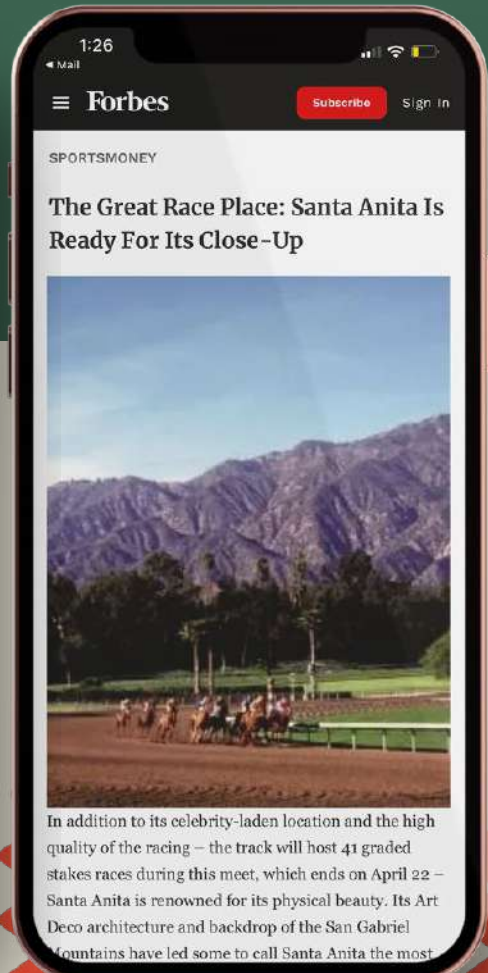 1:26
◀ Mail
Forbes
Subscribe
Sign In
SPORTSMONEY
The Great Race Place: Santa Anita Is
Ready For Its Close-Up
In addition to its celebrity-laden location and the high
quality of the racing – the track will host 41 graded
stakes races during this meet, which ends on April 22 –
Santa Anita is renowned for its physical beauty. Its Art
Deco architecture and backdrop of the San Gabriel
Mountains have led some to call Santa Anita the most